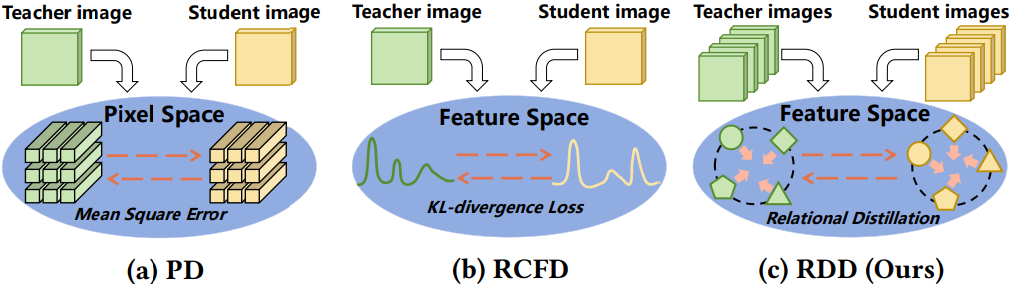 Teacher image
Student image
Pixel Space
Mean Square Error
(a) PD
Teacher image
Student image
Feature Space
KL-divergence Loss
(b) RCFD
Teacher images
Student images
Feature Space
Relational Distillation
(c) RDD (Ours)